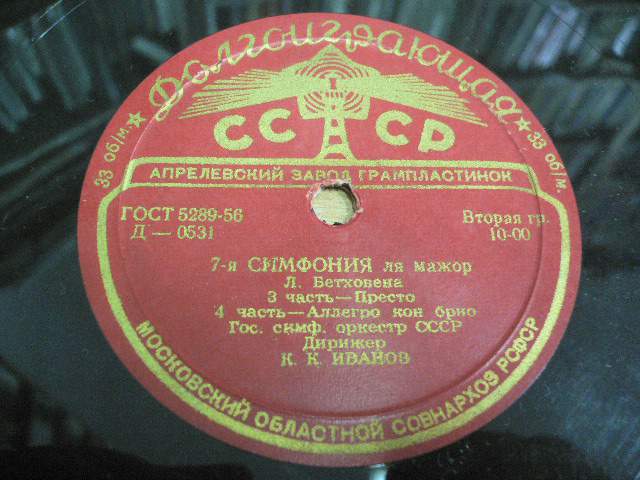 Долгоиграющая
33 об/м.
33 об/м.
СССР
АПРЕЛЕВСКИЙ ЗАВОД ГРАМПЛАСТИНОК
ГОСТ 5289-56
Д — 0531
Вторая гр.
10-00
7-я СИМФОНИЯ ля мажор
Л. Бетховена
3 часть—Престо
4 часть—Аллегро кон брио
Гос. симф. оркестр СССР
Дирижер
К. К. ИВАНОВ
МОСКОВСКИЙ ОБЛАСТНОЙ СОВНАРХОЗ РСФСР